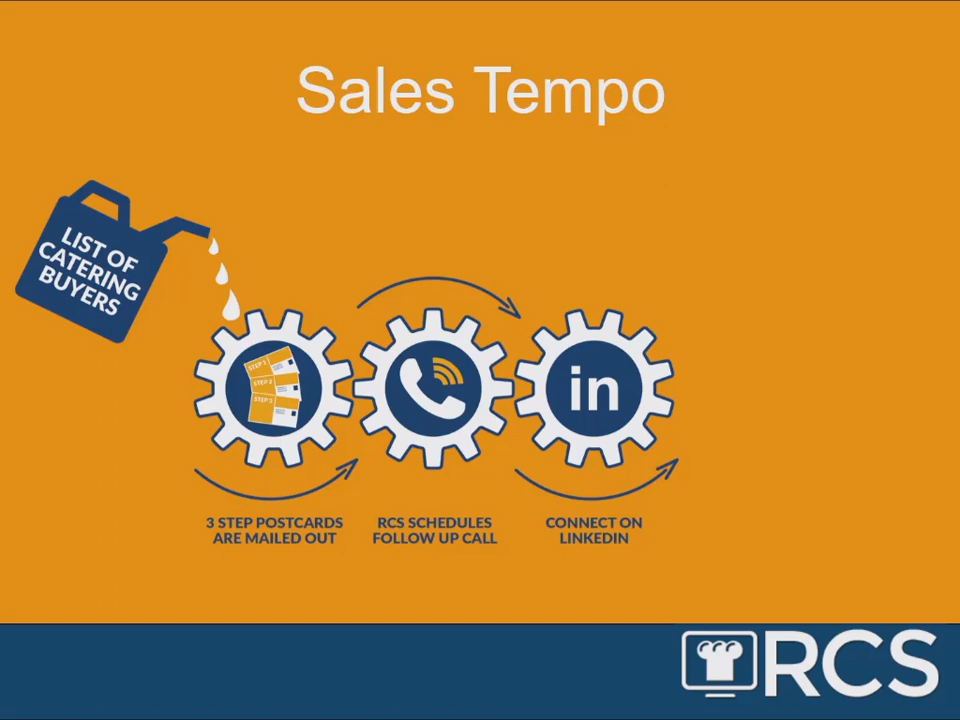 Sales Tempo
LIST OF
CATERING
BUYERS
STEP 1
STEP 2
STEP 3
in
3 STEP POSTCARDS
ARE MAILED OUT
RCS SCHEDULES
FOLLOW UP CALL
CONNECT ON
LINKEDIN
RCS